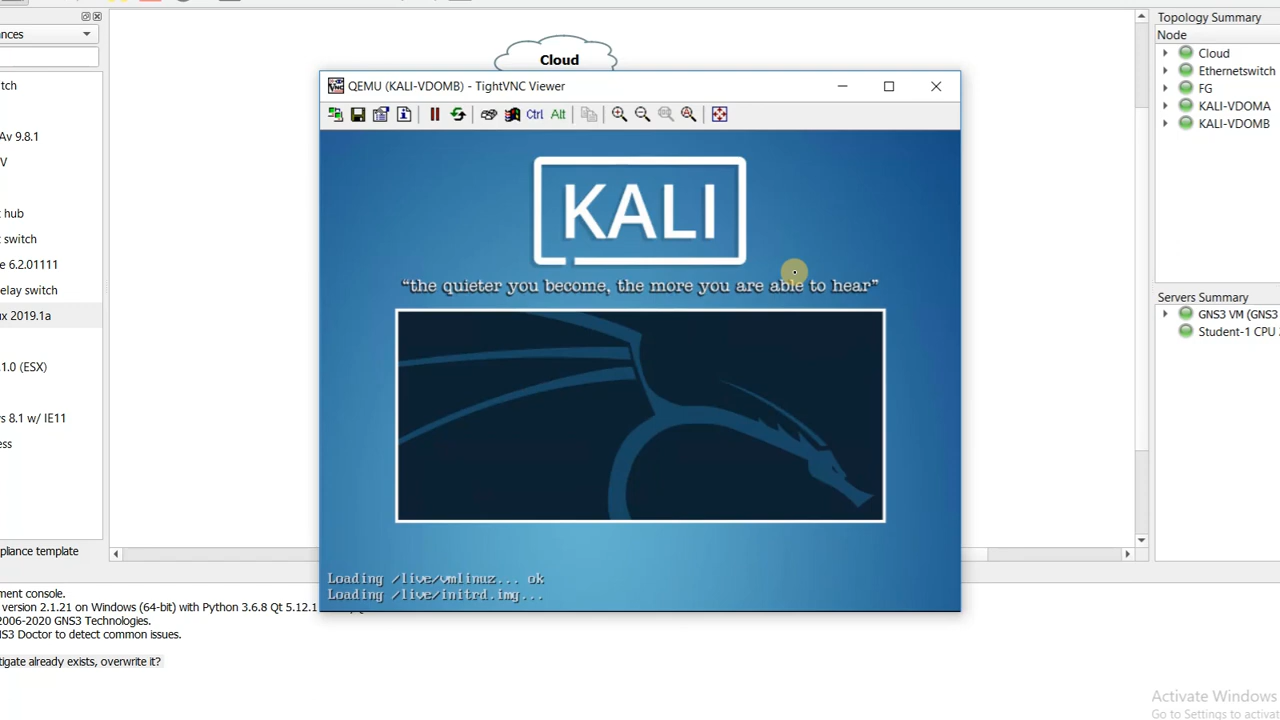 nces
tch
Av 9.8.1
V
t hub
t switch
e 6.2.01111
elay switch
ux 2019.1a
.1.0 (ESX)
s 8.1 w/ IE11
ess
pliance template
Cloud
QEMU (KALI-VDOMB) - TightVNC Viewer
Ctrl Alt
KALI
“the quieter you become, the more you are able to hear”
Loading /live/vmlinuz... ok
Loading /live/initrd.img...
Topology Summary
Node
Cloud
Ethernetswitch
FG
KALI-VDOMA
KALI-VDOMB
Servers Summary
GNS3 VM (GNS3
Student-1 CPU
ment console.
version 2.1.21 on Windows (64-bit) with Python 3.6.8 Qt 5.12.1
2006-2020 GNS3 Technologies.
NS3 Doctor to detect common issues.
tigate already exists, overwrite it?
Activate Windows
Go to Settings to activat